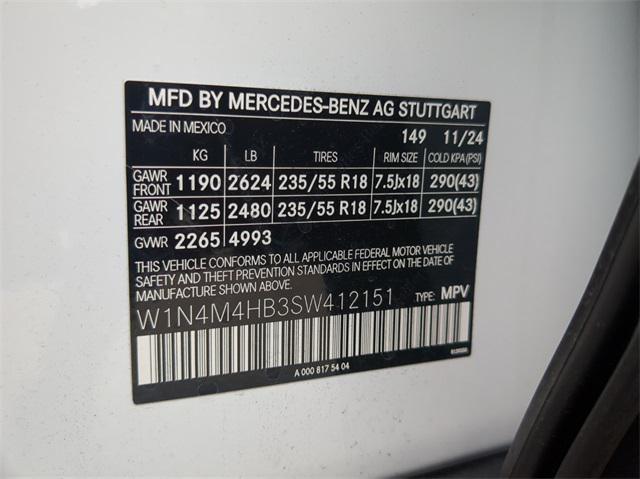 MFD BY MERCEDES-BENZ AG STUTTGART
MADE IN MEXICO 149 11/24
KG LB TIRES RIM SIZE COLD KPA(PSI)
GAWR FRONT 1190 2624 235/55 R18 7.5Jx18 290(43)
GAWR REAR 1125 2480 235/55 R18 7.5Jx18 290(43)
GVWR 2265 4993
THIS VEHICLE CONFORMS TO ALL APPLICABLE FEDERAL MOTOR VEHICLE
SAFETY AND THEFT PREVENTION STANDARDS IN EFFECT ON THE
DATE OF MANUFACTURE SHOWN ABOVE.
W1N4M4HB3SW412151 TYPE: MPV
A 000 817 54 04